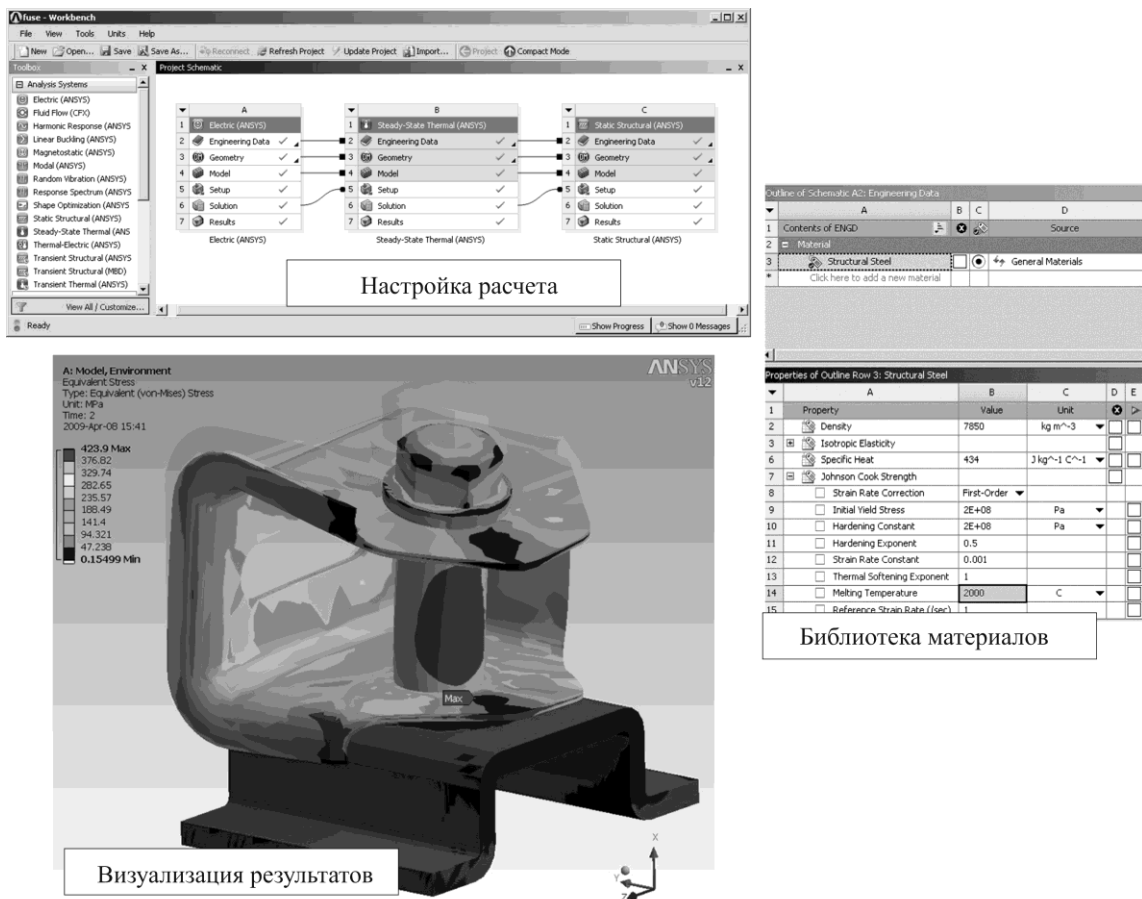 fuse - Workbench
File View Tools Units Help
New Open... Save Save As... Reconnect Refresh Project Update Project Import... Project Compact Mode
Toolbox
Analysis Systems
Electric (ANSYS)
Fluid Flow (CFX)
Harmonic Response (ANSYS
Linear Buckling (ANSYS)
Magnetostatic (ANSYS)
Modal (ANSYS)
Random Vibration (ANSYS)
Response Spectrum (ANSYS
Shape Optimization (ANSYS
Static Structural (ANSYS)
Steady-State Thermal (ANS
Thermal-Electric (ANSYS)
Transient Structural (ANSYS
Transient Structural (MBD)
Transient Thermal (ANSYS)
View All / Customize...
Project Schematic
A
1 Electric (ANSYS)
2 Engineering Data
3 Geometry
4 Model
5 Setup
6 Solution
7 Results
Electric (ANSYS)
B
1 Steady-State Thermal (ANSYS)
2 Engineering Data
3 Geometry
4 Model
5 Setup
6 Solution
7 Results
Steady-State Thermal (ANSYS)
C
1 Static Structural (ANSYS)
2 Engineering Data
3 Geometry
4 Model
5 Setup
6 Solution
7 Results
Static Structural (ANSYS)
Настройка расчета
Ready
Show Progress Show 0 Messages
Outline of Schematic A2: Engineering Data
A B C D
1 Contents of ENGD Source
2 Material
3 Structural Steel General Materials
* Click here to add a new material
Properties of Outline Row 3: Structural Steel
A B C D E
1 Property Value Unit
2 Density 7850 kg m^-3
3 Isotropic Elasticity
6 Specific Heat 434 J kg^-1 C^-1
7 Johnson Cook Strength
8 Strain Rate Correction First-Order
9 Initial Yield Stress 2E+08 Pa
10 Hardening Constant 2E+08 Pa
11 Hardening Exponent 0.5
12 Strain Rate Constant 0.001
13 Thermal Softening Exponent 1
14 Melting Temperature 2000 C
15 Reference Strain Rate (/sec) 1
Библиотека материалов
A: Model, Environment
Equivalent Stress
Type: Equivalent (von-Mises) Stress
Unit: MPa
Time: 2
2009-Apr-08 15:41
423.9 Max
376.82
329.74
282.65
235.57
188.49
141.4
94.321
47.238
0.15499 Min
ANSYS
v12
Max
X
Y
Z
Визуализация результатов